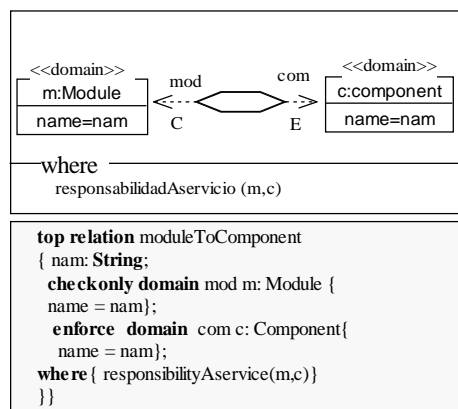 <<domain>>
m:Module
name=nam
mod
C
com
E
<<domain>>
c:component
name=nam
where
responsabilidadAservicio (m,c)
top relation moduleToComponent
{ nam: String;
checkonly domain mod m: Module {
name = nam};
enforce domain com c: Component{
name = nam};
where{ responsibilityAservice(m,c)}
}}